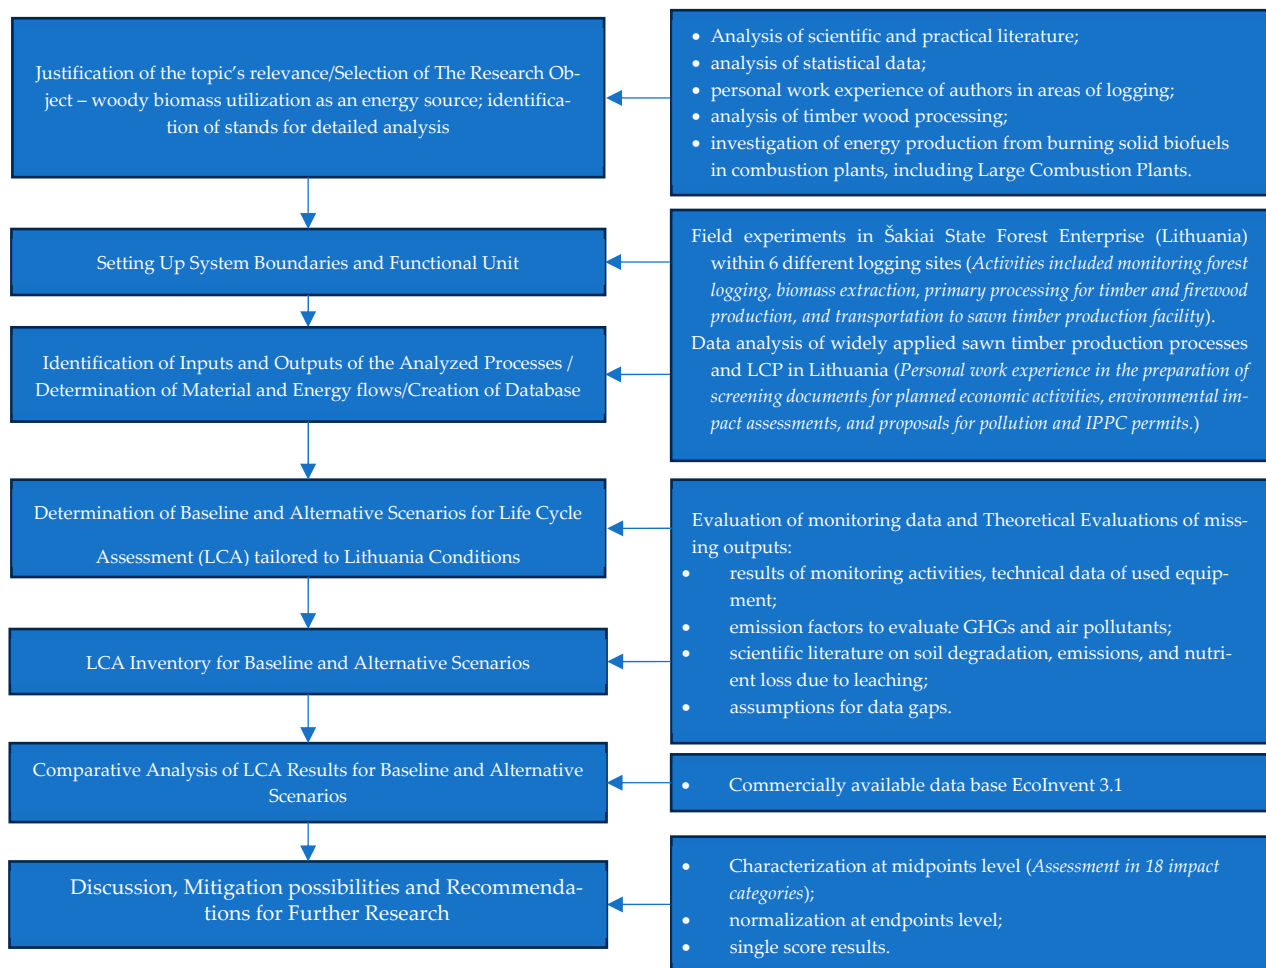 Justification of the topic's relevance/Selection of The Research Ob-
ject – woody biomass utilization as an energy source; identifica-
tion of stands for detailed analysis
• Analysis of scientific and practical literature;
• analysis of statistical data;
• personal work experience of authors in areas of logging;
• analysis of timber wood processing;
• investigation of energy production from burning solid biofuels
in combustion plants, including Large Combustion Plants.
Setting Up System Boundaries and Functional Unit
Field experiments in Šakiai State Forest Enterprise (Lithuania)
within 6 different logging sites (Activities included monitoring forest
logging, biomass extraction, primary processing for timber and firewood
production, and transportation to sawn timber production facility).
Data analysis of widely applied sawn timber production processes
and LCP in Lithuania (Personal work experience in the preparation of
screening documents for planned economic activities, environmental im-
pact assessments, and proposals for pollution and IPPC permits.)
Identification of Inputs and Outputs of the Analyzed Processes /
Determination of Material and Energy flows/Creation of Database
Determination of Baseline and Alternative Scenarios for Life Cycle
Assessment (LCA) tailored to Lithuania Conditions
Evaluation of monitoring data and Theoretical Evaluations of miss-
ing outputs:
• results of monitoring activities, technical data of used equip-
ment;
• emission factors to evaluate GHGs and air pollutants;
• scientific literature on soil degradation, emissions, and nutri-
ent loss due to leaching;
• assumptions for data gaps.
LCA Inventory for Baseline and Alternative Scenarios
Comparative Analysis of LCA Results for Baseline and Alternative
Scenarios
• Commercially available data base EcoInvent 3.1
Discussion, Mitigation possibilities and Recommenda-
tions for Further Research
• Characterization at midpoints level (Assessment in 18 impact
categories);
• normalization at endpoints level;
• single score results.